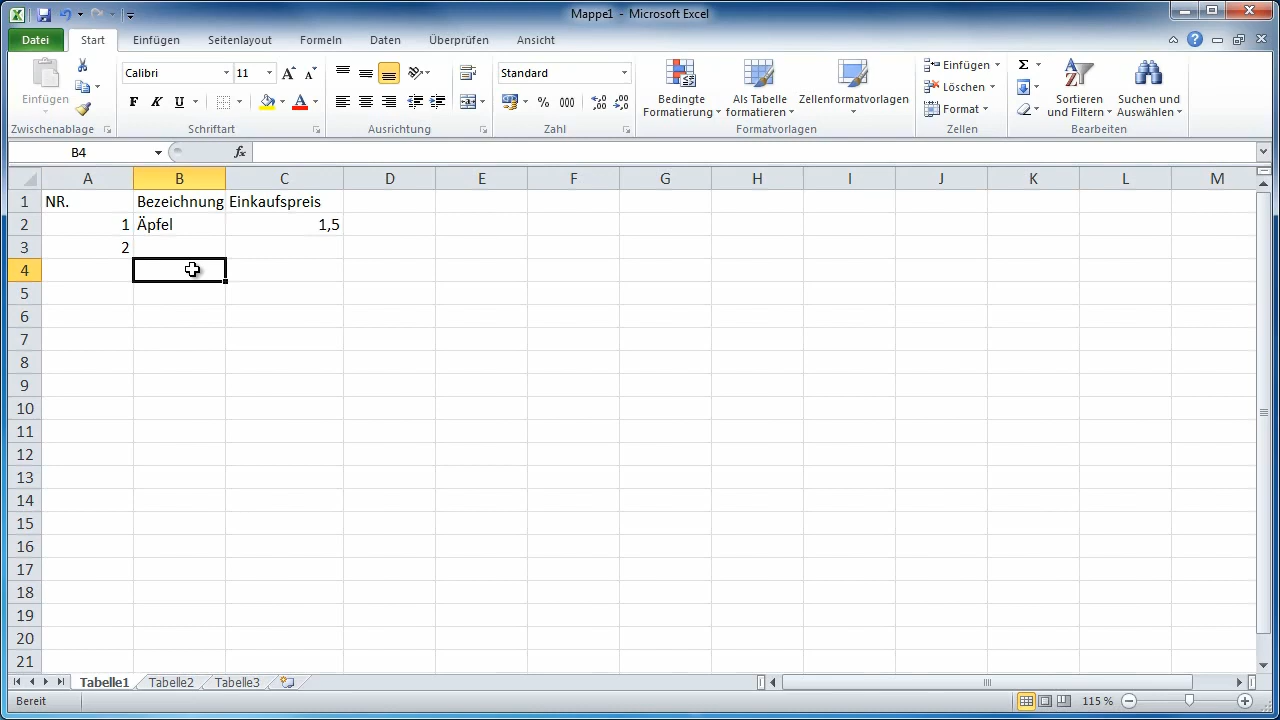 Mappe1 - Microsoft Excel
Datei Start Einfügen Seitenlayout Formeln Daten Überprüfen Ansicht
Einfügen
Zwischenablage
Calibri 11
F K U
Schriftart
Ausrichtung
Standard
% 000
Zahl
Bedingte Formatierung
Als Tabelle formatieren
Zellenformatvorlagen
Formatvorlagen
Einfügen
Löschen
Format
Zellen
Σ
Sortieren und Filtern
Suchen und Auswählen
Bearbeiten
B4 fx
A B C D E F G H I J K L M
1 NR. Bezeichnung Einkaufspreis
2 1 Äpfel 1,5
3 2
4
5
6
7
8
9
10
11
12
13
14
15
16
17
18
19
20
21
Tabelle1 Tabelle2 Tabelle3
Bereit 115 %